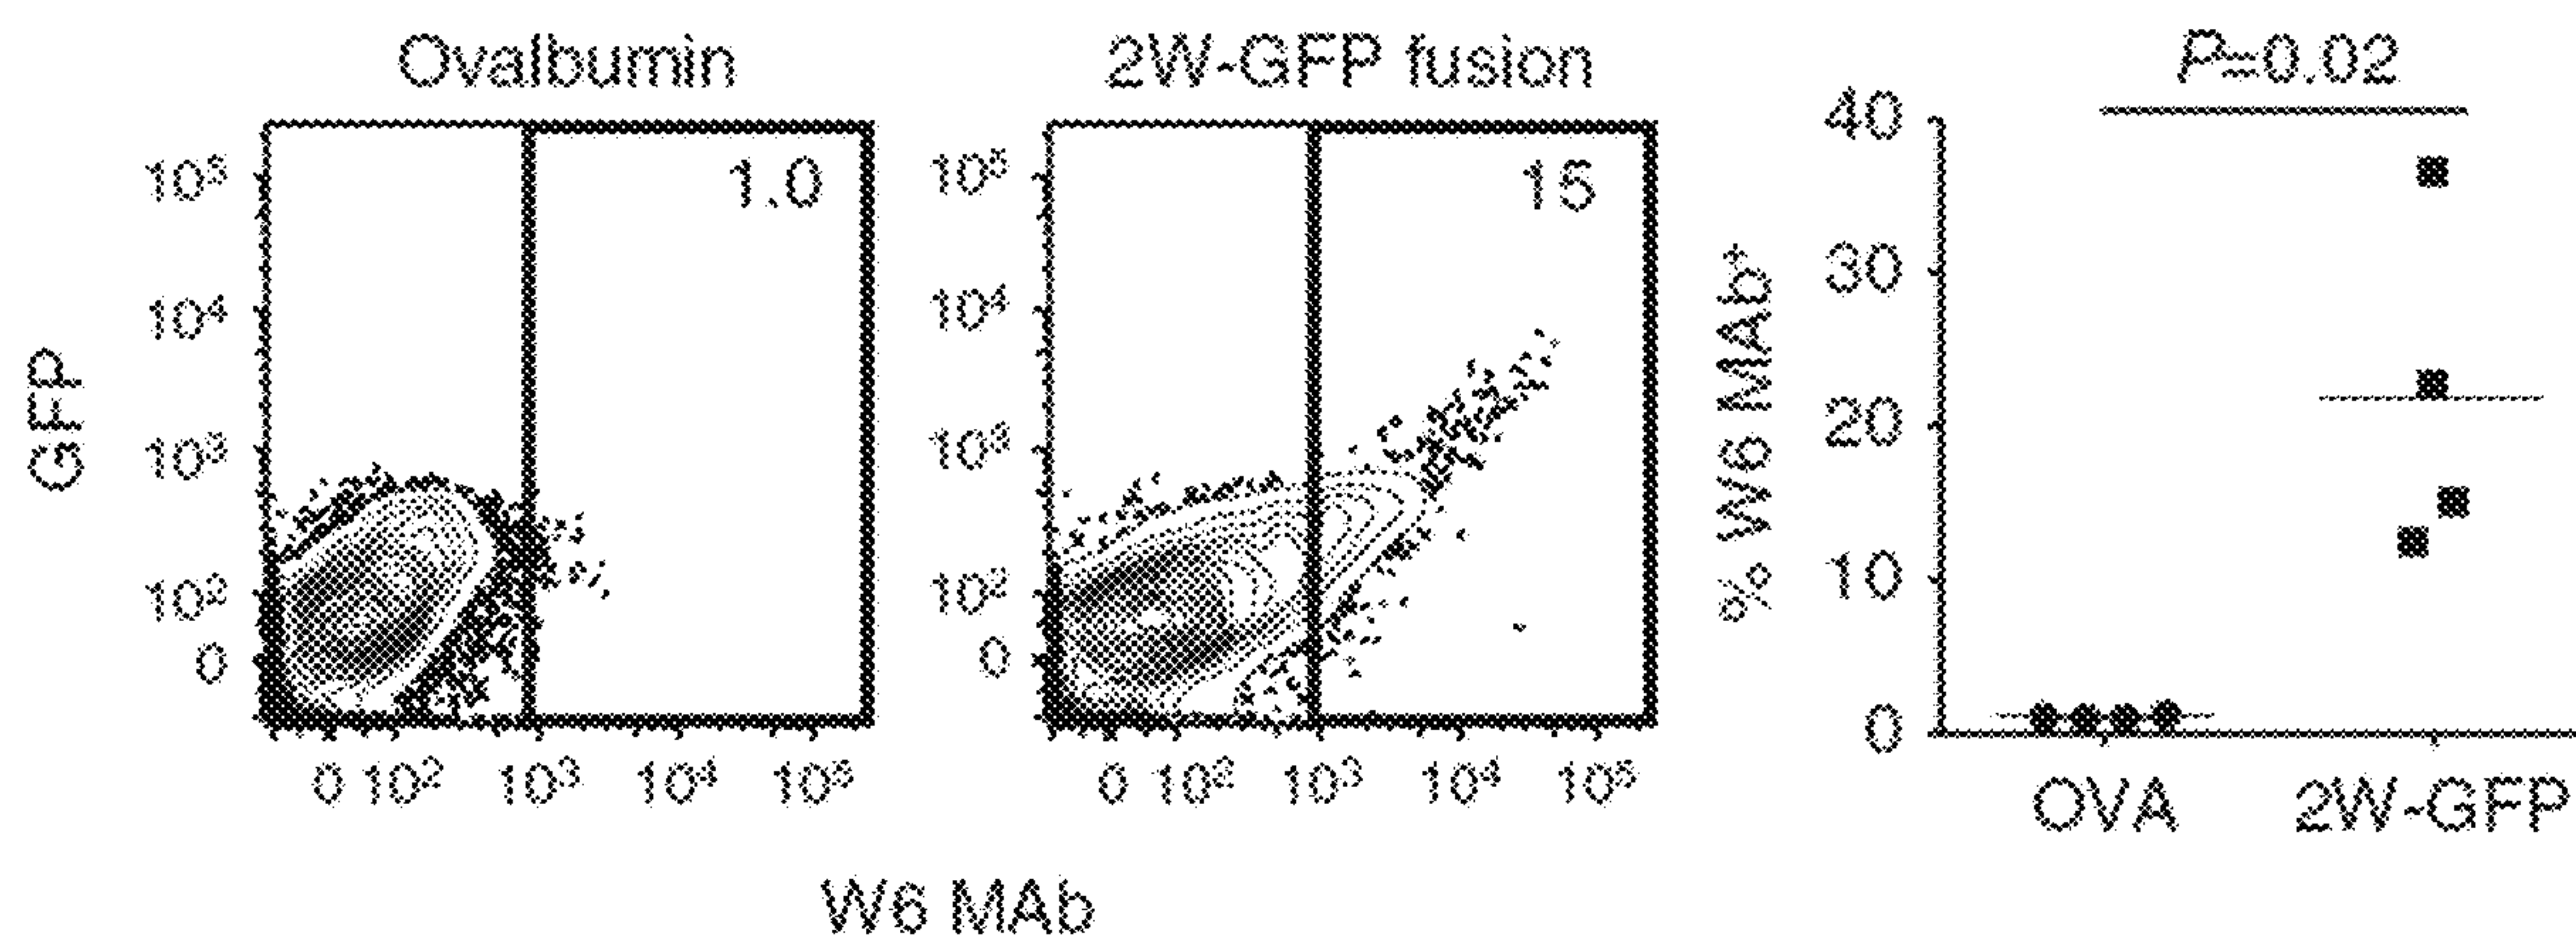 Ovalbumin
2W-GFP fusion
P=0.02
GFP
10⁵
10⁴
10³
10²
0
1.0
0 10² 10³ 10⁴ 10⁵
10⁵
10⁴
10³
10²
0
15
0 10² 10³ 10⁴ 10⁵
W6 MAb
% W6 MAb⁺
40
30
20
10
0
OVA 2W-GFP